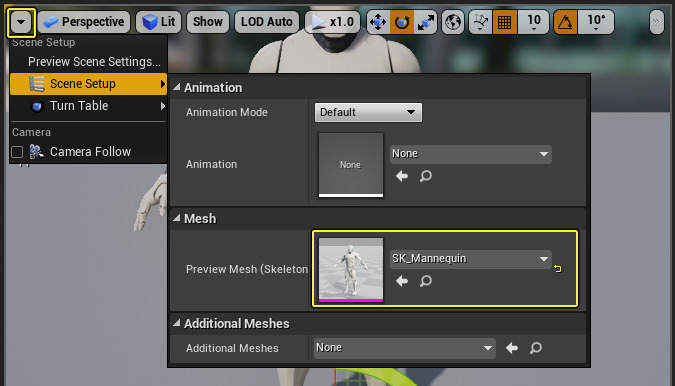 Perspective Lit Show LOD Auto x1.0 10 10°
Scene Setup
Preview Scene Settings...
Scene Setup
Turn Table
Camera
Camera Follow
Animation
Animation Mode Default
Animation None None
Mesh
Preview Mesh (Skeleton SK_Mannequin
Additional Meshes
Additional Meshes None